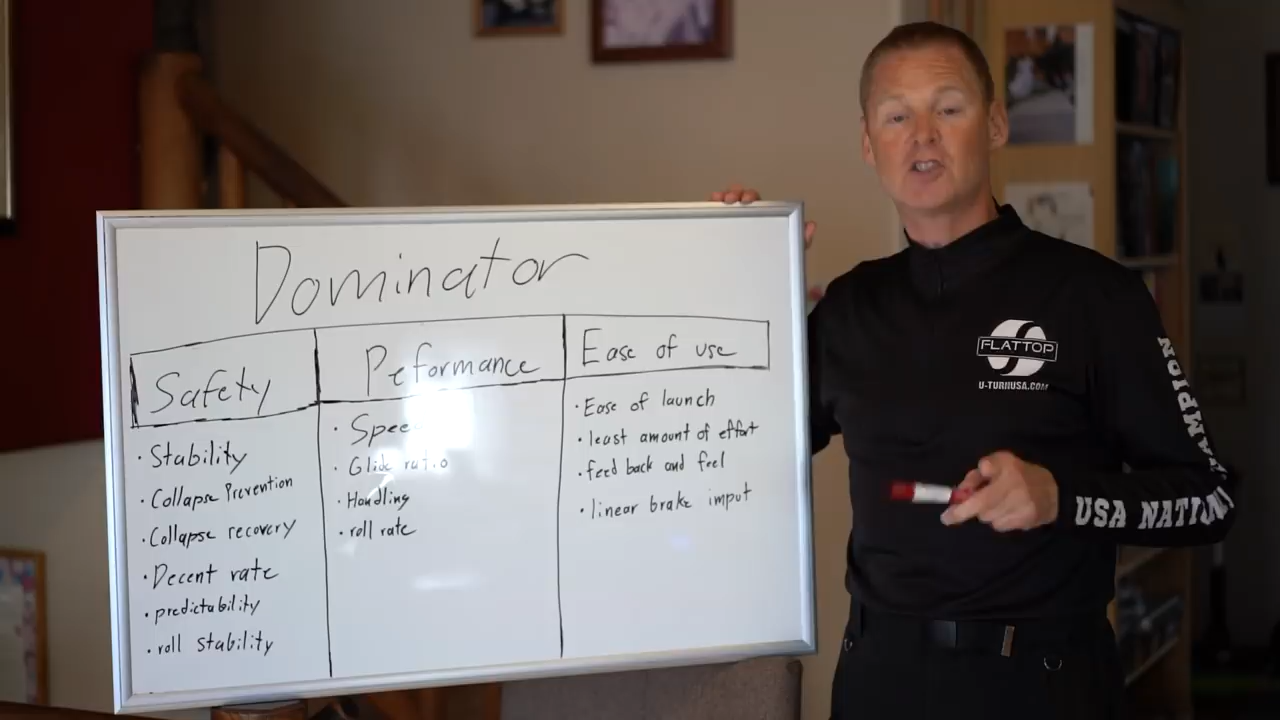 Dominator
Safety
· Stability
· Collapse Prevention
· Collapse recovery
· Decent rate
· predictability
· roll stability
Peformance
· Glide ratio
· Handling
· roll rate
Ease of use
· Ease of launch
· least amount of effort
· feed back and feel
· linear brake imput
FLATTOP
U-TURNUSA.COM
USA